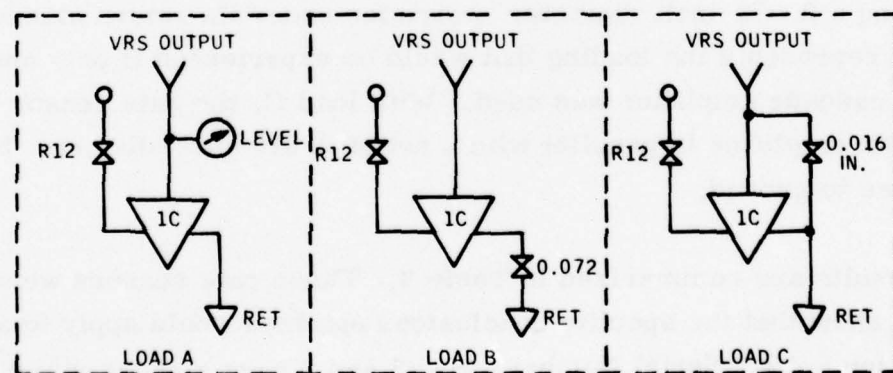 VRS OUTPUT
LEVEL
R12
1C
RET
LOAD A
VRS OUTPUT
R12
1C
0.072
RET
LOAD B
VRS OUTPUT
R12
0.016
IN.
1C
RET
LOAD C